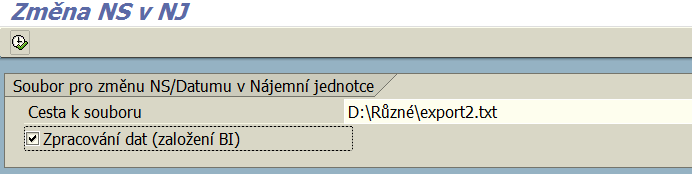 Změna NS v NJ
Soubor pro změnu NS/Datumu v Nájemní jednotce
Cesta k souboru D:\Různé\export2.txt
Zpracování dat (založení BI)